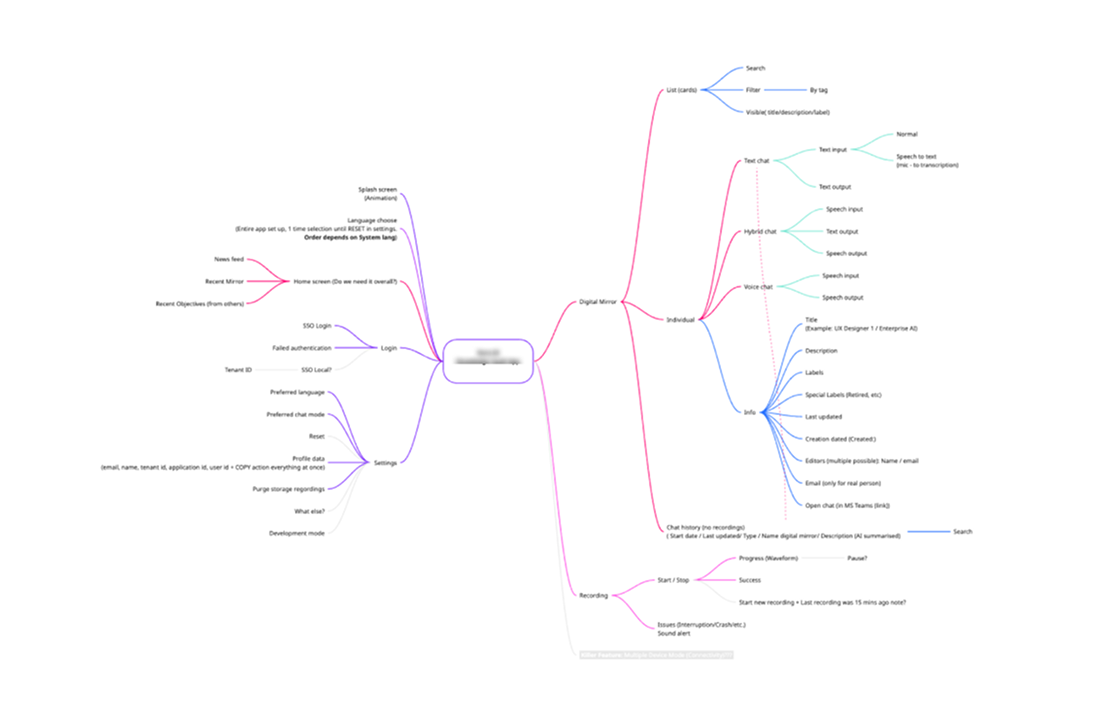 Splash screen
(Animation)
Language choose
(Entire app set up, 1 time selection until RESET in settings.
Order depends on System lang)
News feed
Recent Mirror
Recent Objectives (from others)
Home screen (Do we need it overall?)
SSO Login
Failed authentication
Tenant ID
SSO Local?
Login
Preferred language
Preferred chat mode
Reset
Profile data
(email, name, tenant id, application id, user id + COPY action everything at once)
Purge storage regordings
What else?
Development mode
Settings
Digital Mirror
List (cards)
Search
Filter
By tag
Visible( title/description/label)
Individual
Text chat
Text input
Normal
Speech to text
(mic - to transcription)
Text output
Hybrid chat
Speech input
Text output
Speech output
Voice chat
Speech input
Speech output
Info
Title
(Example: UX Designer 1 / Enterprise AI)
Description
Labels
Special Labels (Retired, etc)
Last updated
Creation dated (Created:)
Editors (multiple possible): Name / email
Email (only for real person)
Open chat (in MS Teams (link))
Chat history (no recordings)
( Start date / Last updated/ Type / Name digital mirror/ Description (AI summarised)
Search
Recording
Start / Stop
Progress (Waveform)
Pause?
Success
Start new recording + Last recording was 15 mins ago note?
Issues (Interruption/Crash/etc.)
Sound alert